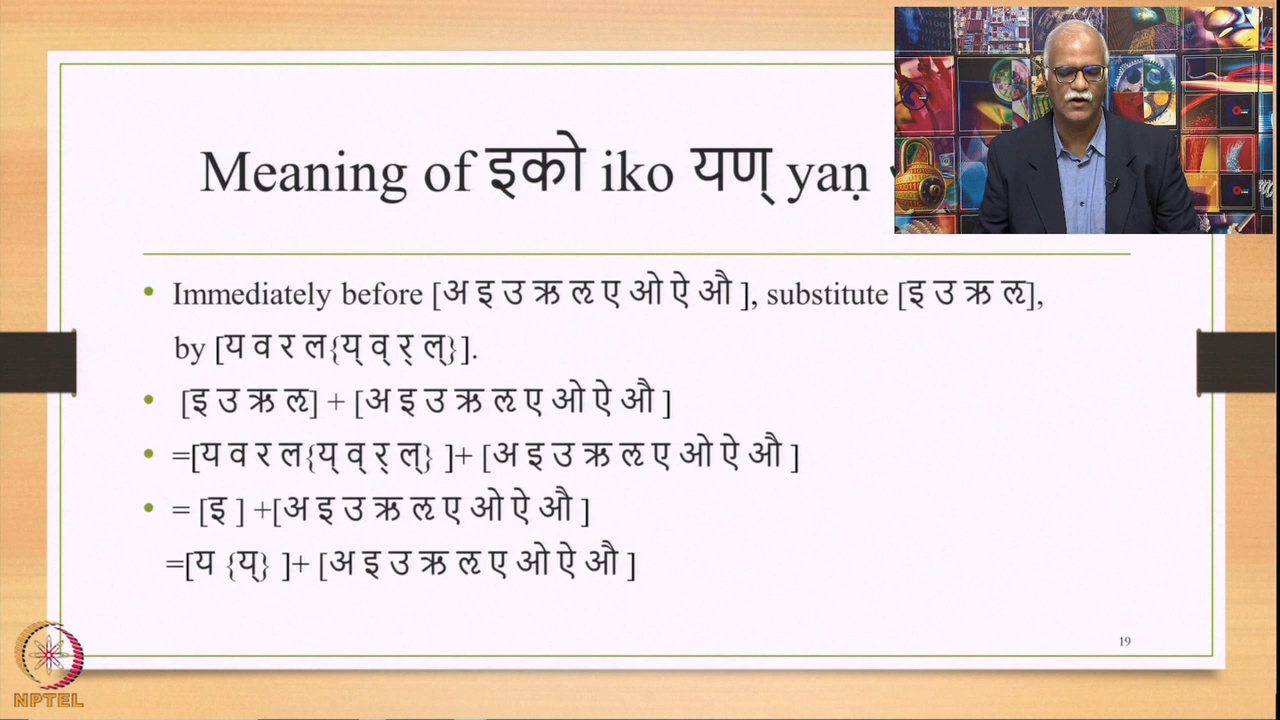 Meaning of इको iko यण् yaṇ
• Immediately before [अ इ उ ऋ ऌ ए ओ ऐ औ ], substitute [इ उ ऋ ऌ],
by [य व र ल{य् व् र् ल्}].
• [इ उ ऋ ऌ] + [अ इ उ ऋ ऌ ए ओ ऐ औ ]
• =[य व र ल{य् व् र् ल्} ]+ [अ इ उ ऋ ऌ ए ओ ऐ औ ]
• = [इ ] +[अ इ उ ऋ ऌ ए ओ ऐ औ ]
=[य {य्} ]+ [अ इ उ ऋ ऌ ए ओ ऐ औ ]
19
NPTEL